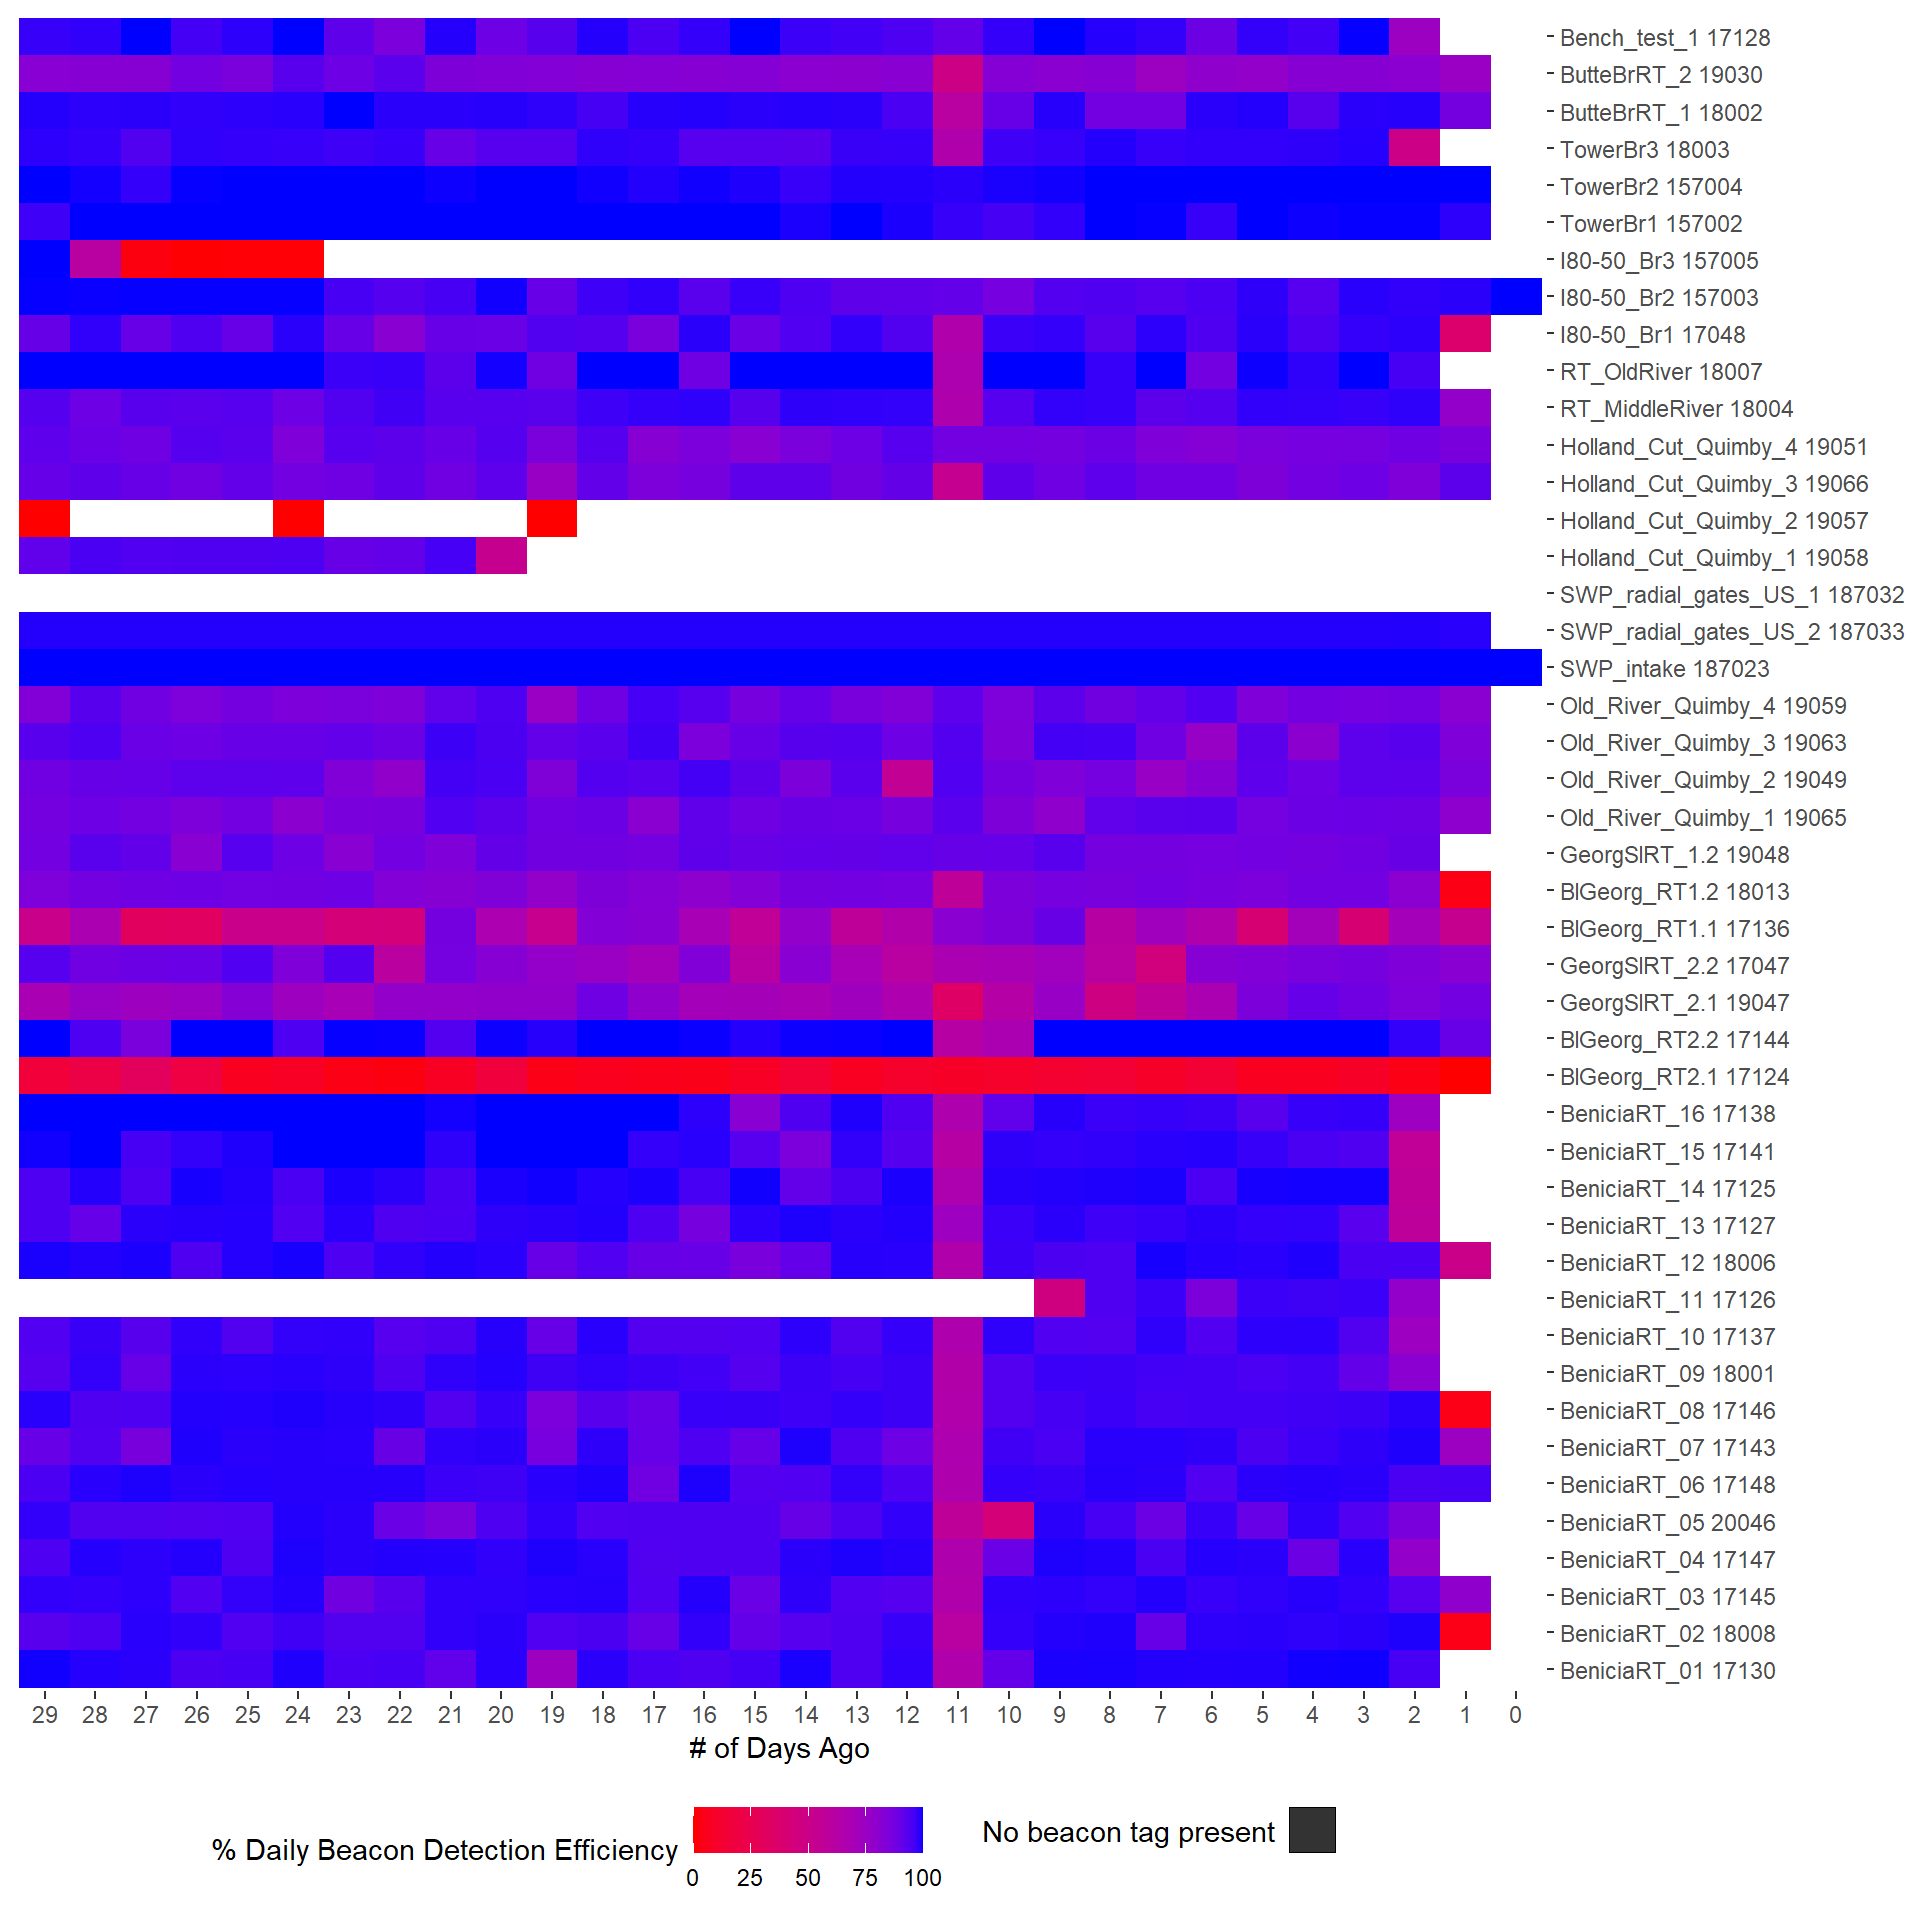 Bench_test_1 17128
ButteBrRT_2 19030
ButteBrRT_1 18002
TowerBr3 18003
TowerBr2 157004
TowerBr1 157002
I80-50_Br3 157005
I80-50_Br2 157003
I80-50_Br1 17048
RT_OldRiver 18007
RT_MiddleRiver 18004
Holland_Cut_Quimby_4 19051
Holland_Cut_Quimby_3 19066
Holland_Cut_Quimby_2 19057
Holland_Cut_Quimby_1 19058
SWP_radial_gates_US_1 187032
SWP_radial_gates_US_2 187033
SWP_intake 187023
Old_River_Quimby_4 19059
Old_River_Quimby_3 19063
Old_River_Quimby_2 19049
Old_River_Quimby_1 19065
GeorgSlRT_1.2 19048
BlGeorg_RT1.2 18013
BlGeorg_RT1.1 17136
GeorgSlRT_2.2 17047
GeorgSlRT_2.1 19047
BlGeorg_RT2.2 17144
BlGeorg_RT2.1 17124
BeniciaRT_16 17138
BeniciaRT_15 17141
BeniciaRT_14 17125
BeniciaRT_13 17127
BeniciaRT_12 18006
BeniciaRT_11 17126
BeniciaRT_10 17137
BeniciaRT_09 18001
BeniciaRT_08 17146
BeniciaRT_07 17143
BeniciaRT_06 17148
BeniciaRT_05 20046
BeniciaRT_04 17147
BeniciaRT_03 17145
BeniciaRT_02 18008
BeniciaRT_01 17130
29 28 27 26 25 24 23 22 21 20 19 18 17 16 15 14 13 12 11 10 9 8 7 6 5 4 3 2 1 0
# of Days Ago
% Daily Beacon Detection Efficiency
0 25 50 75 100
No beacon tag present